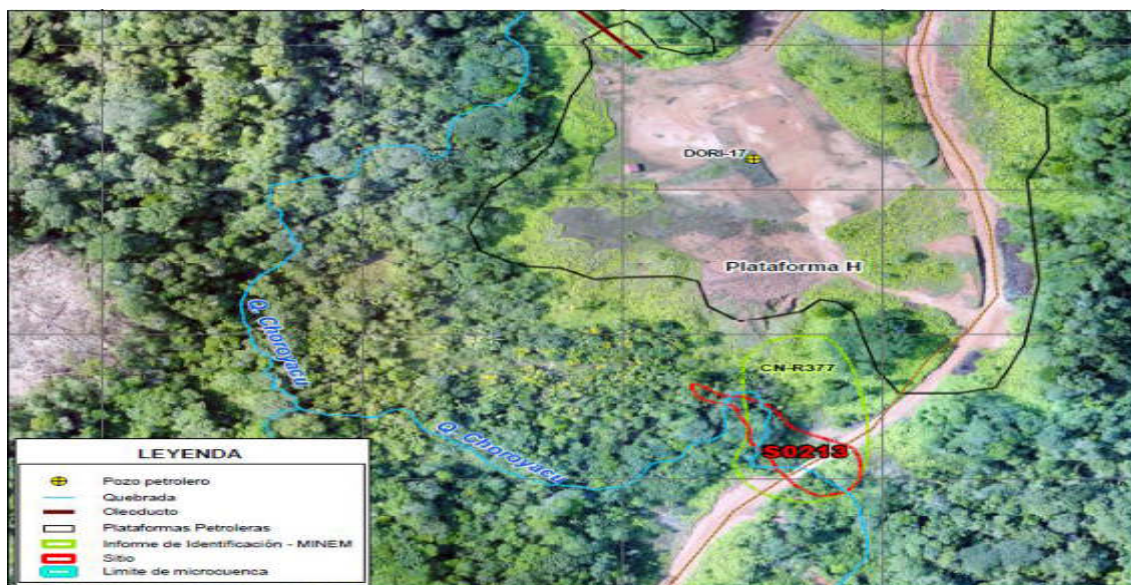 DORI-17
Plataforma H
Q. Choroyacu
CN-R377
Q. Choroyacu
S0213
LEYENDA
Pozo petrolero
Quebrada
Oleoducto
Plataformas Petroleras
Informe de Identificación - MINEM
Sitio
Limite de microcuenca